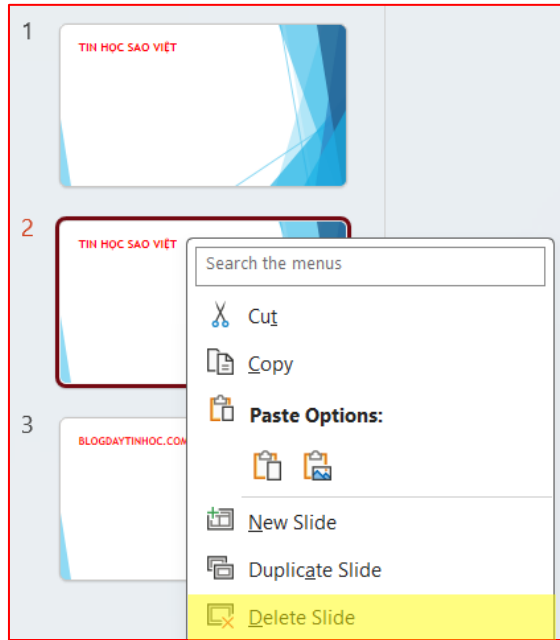 1
TIN HỌC SAO VIỆT
2
TIN HỌC SAO VIỆT
Search the menus
Cut
Copy
Paste Options:
3
BLOGDAYTINHOC.COM
New Slide
Duplicate Slide
Delete Slide